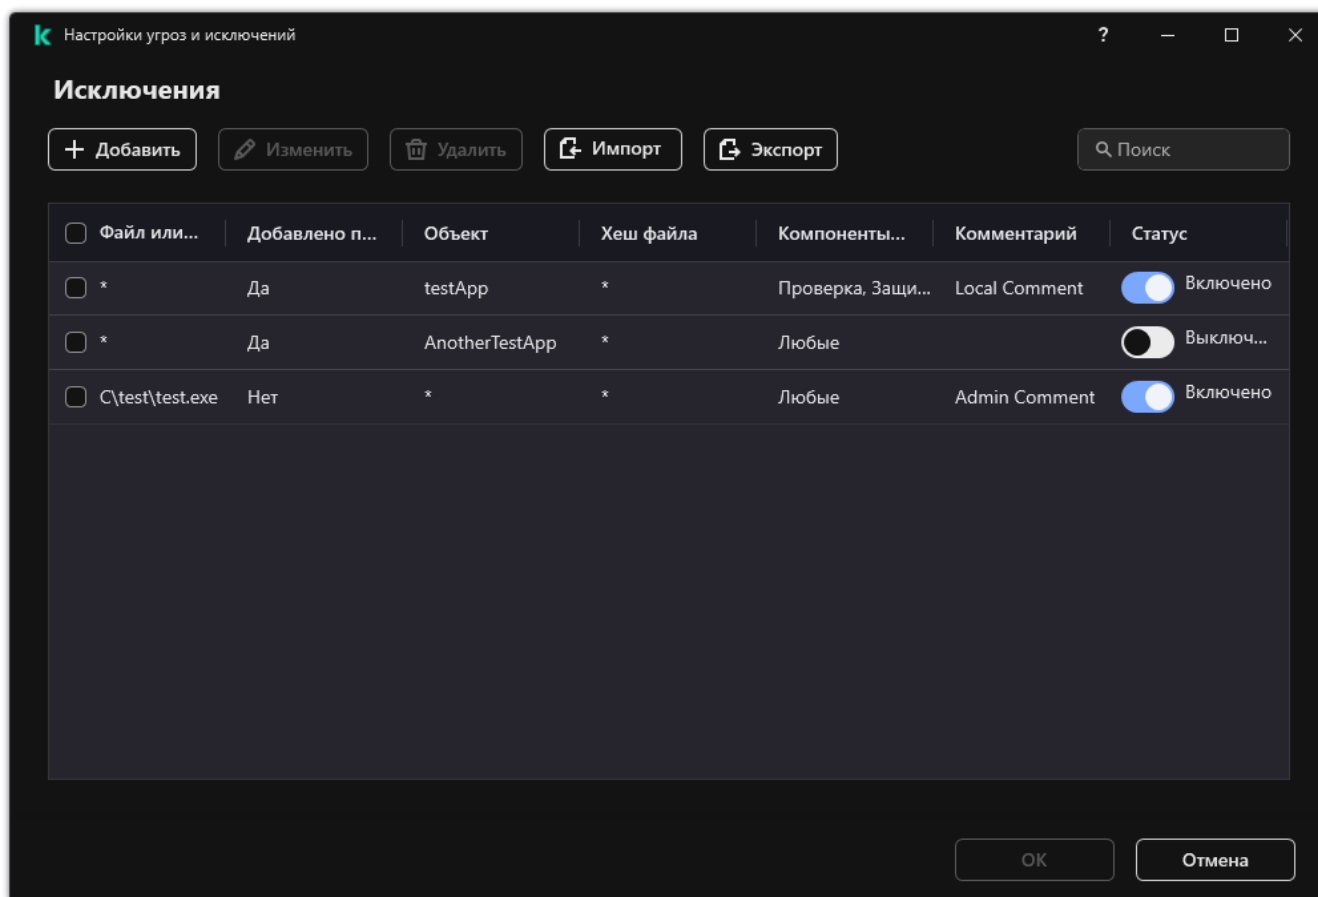 Настройки угроз и исключений
?
Исключения
Добавить Изменить Удалить Импорт Экспорт Поиск
Файл или... Добавлено п... Объект Хеш файла Компоненты... Комментарий Статус
* Да testApp * Проверка, Защи... Local Comment Включено
* Да AnotherTestApp * Любые Выключ...
C\test\test.exe Нет * * Любые Admin Comment Включено
ОК Отмена